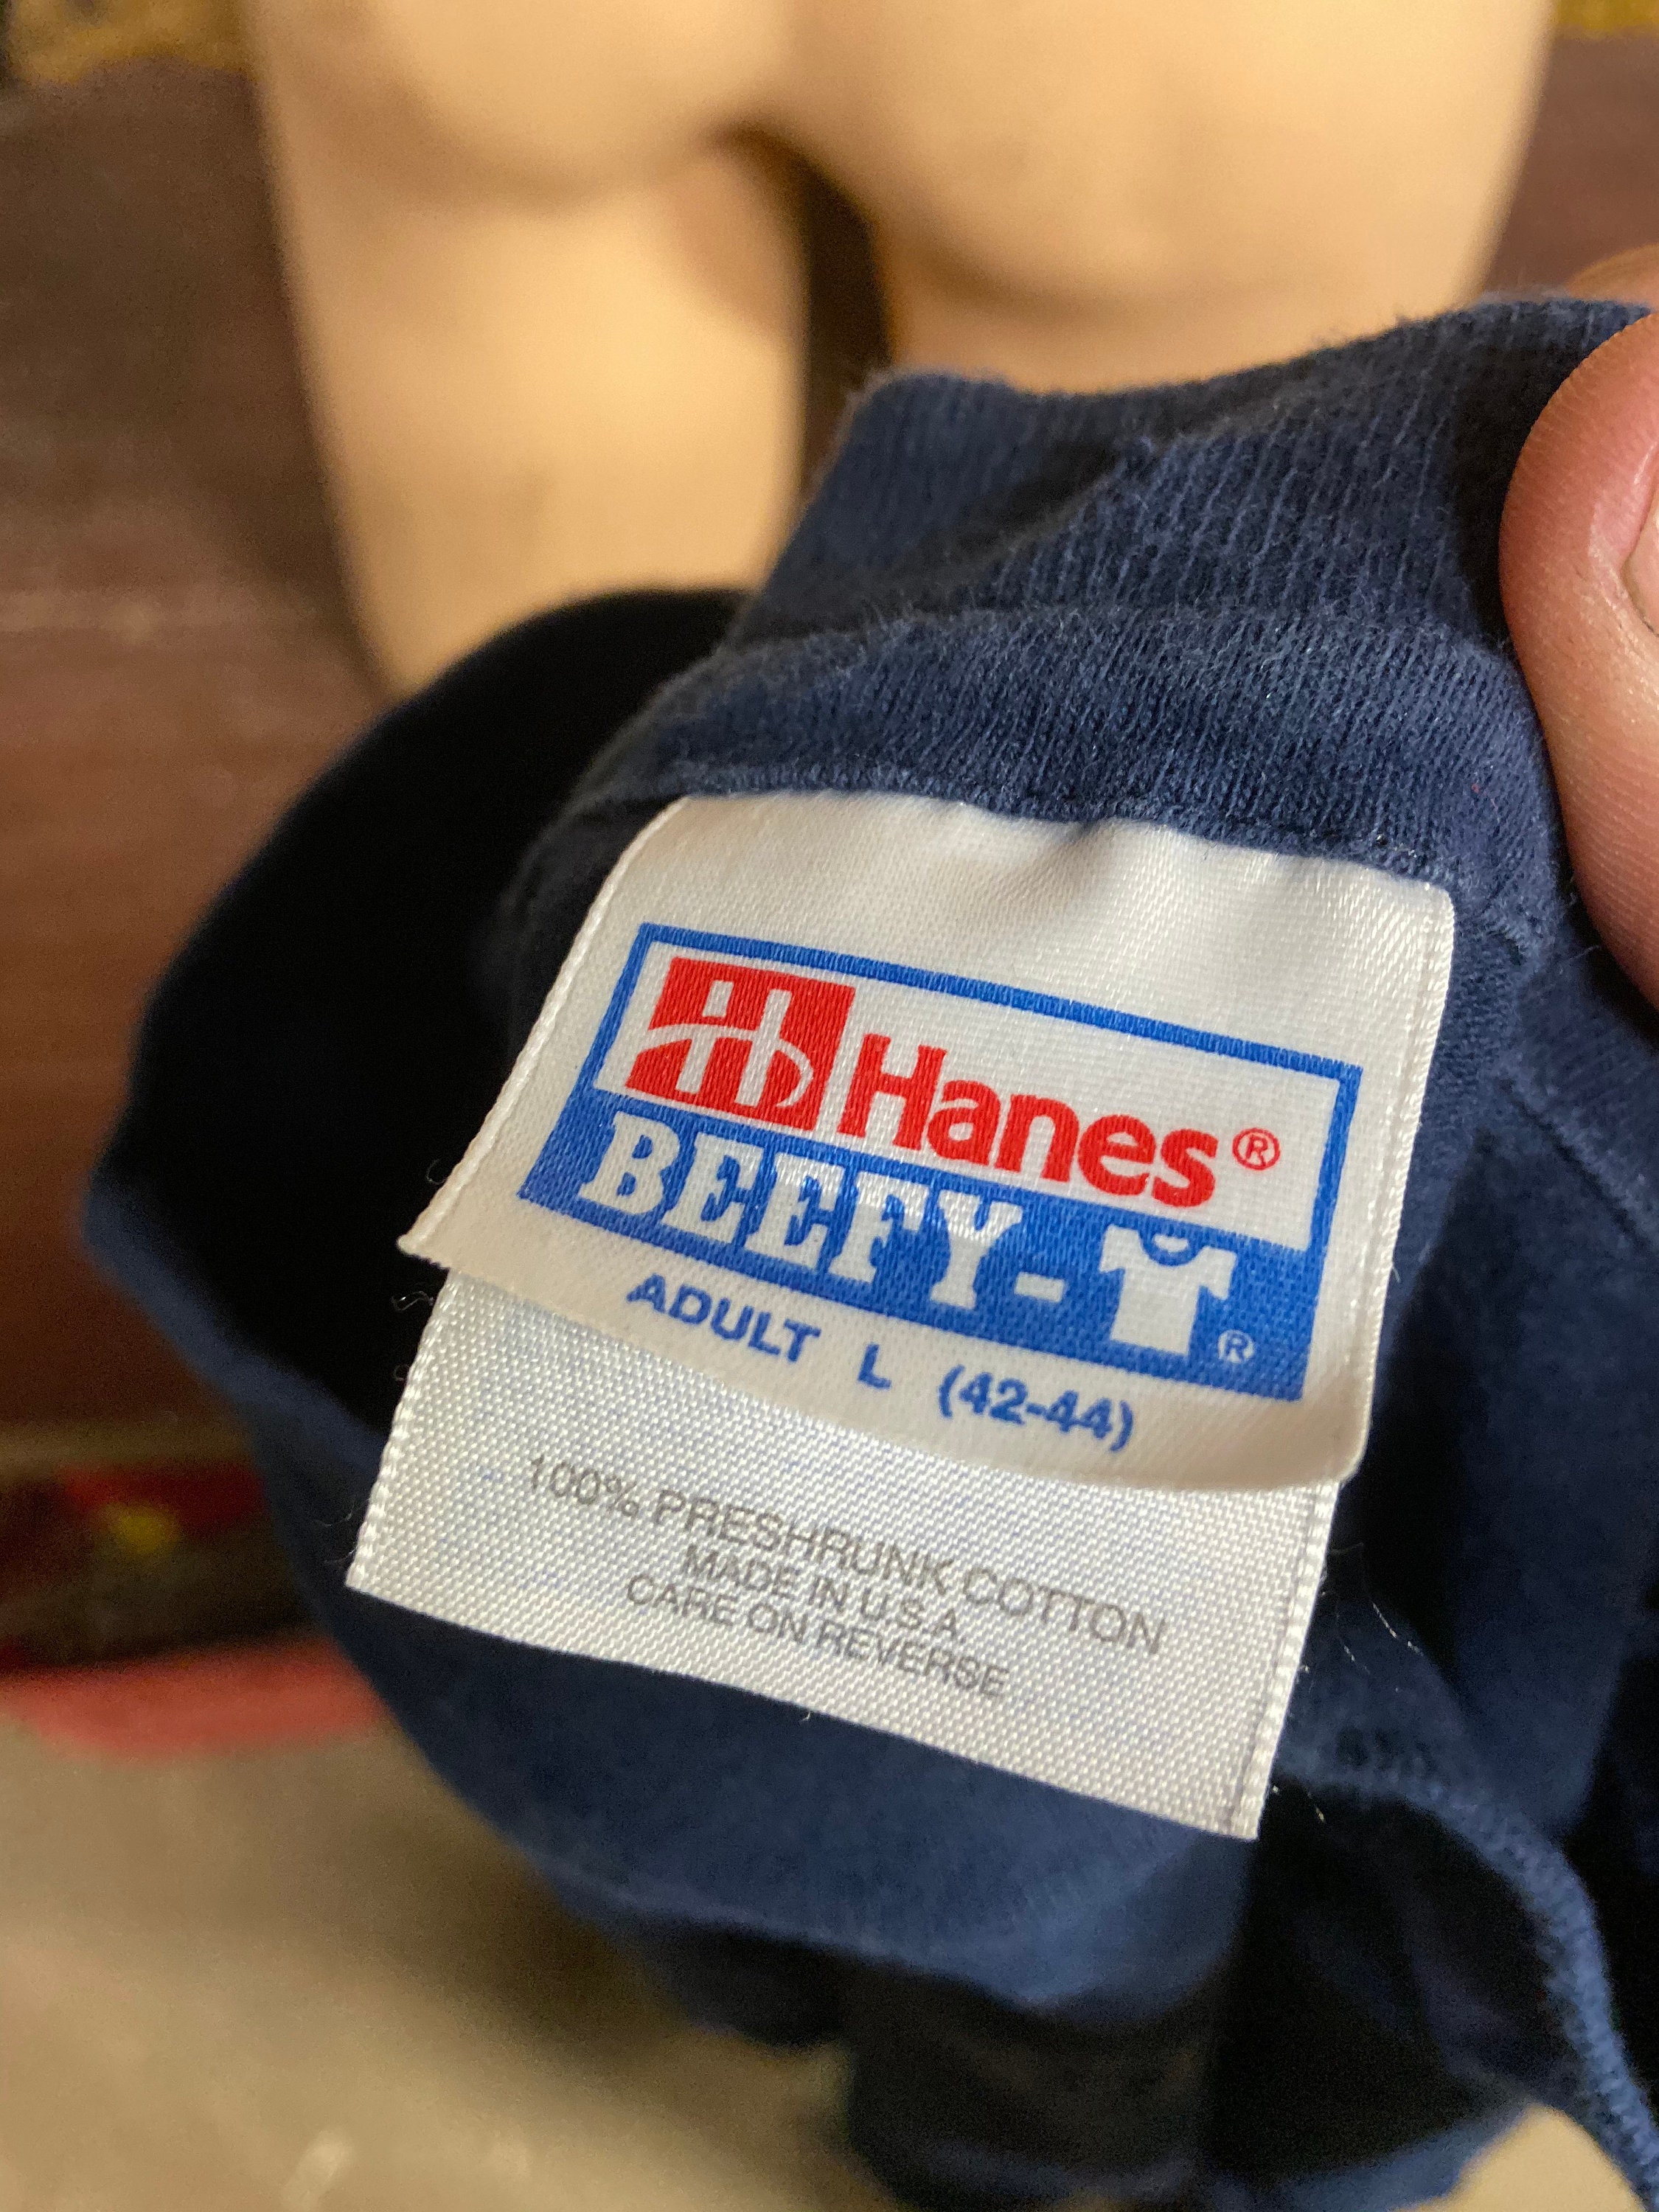 Hanes®
BEEFY-T®
ADULT L (42-44)
100% PRESHRUNK COTTON
MADE IN U.S.A
CARE ON REVERSE